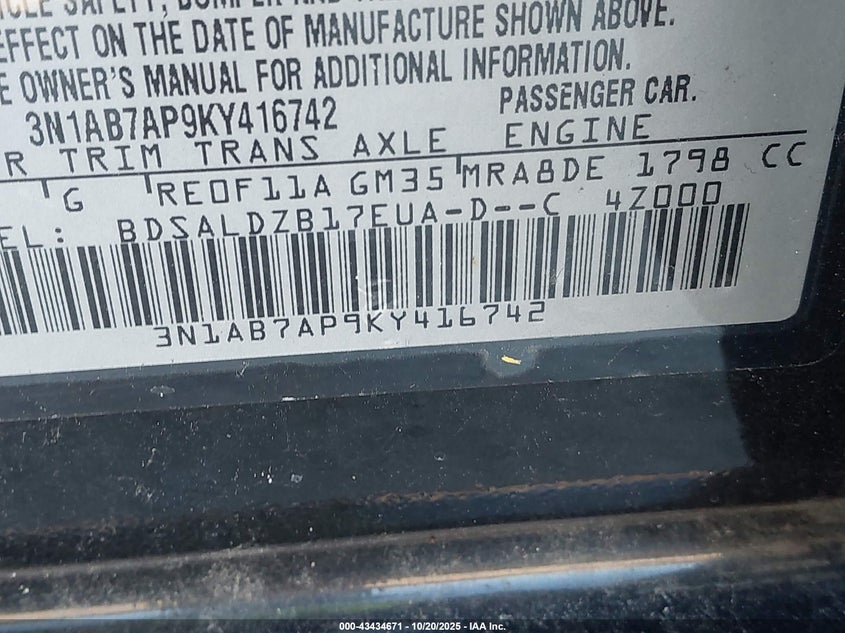 EFFECT ON THE DATE OF MANUFACTURE SHOWN ABOVE.
OWNER'S MANUAL FOR ADDITIONAL INFORMATION.
3N1AB7AP9KY416742 PASSENGER CAR.
R TRIM TRANS AXLE ENGINE
G RE0F11A GM35 MRA8DE 1798 CC
EL: BDSALDZB17EUA-D--C 4Z000
3N1AB7AP9KY416742
000-43434671 - 10/20/2025 - IAA Inc.